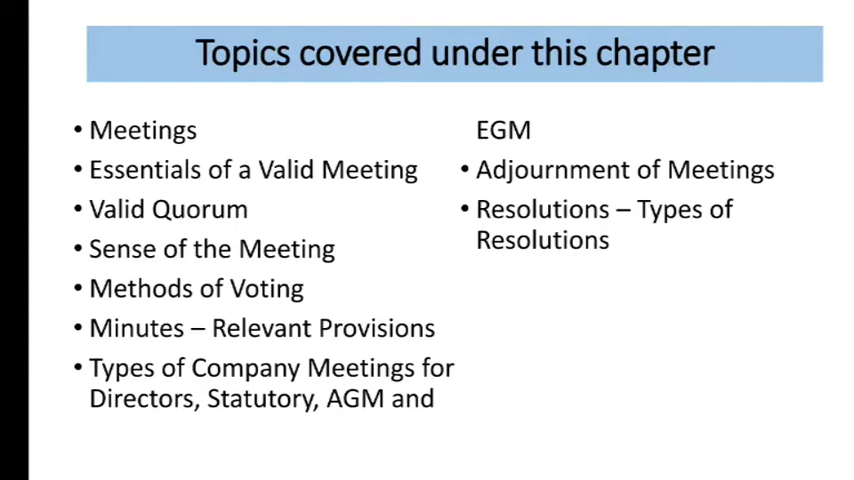 Topics covered under this chapter
• Meetings
• Essentials of a Valid Meeting
• Valid Quorum
• Sense of the Meeting
• Methods of Voting
• Minutes – Relevant Provisions
• Types of Company Meetings for
Directors, Statutory, AGM and
EGM
• Adjournment of Meetings
• Resolutions – Types of
Resolutions